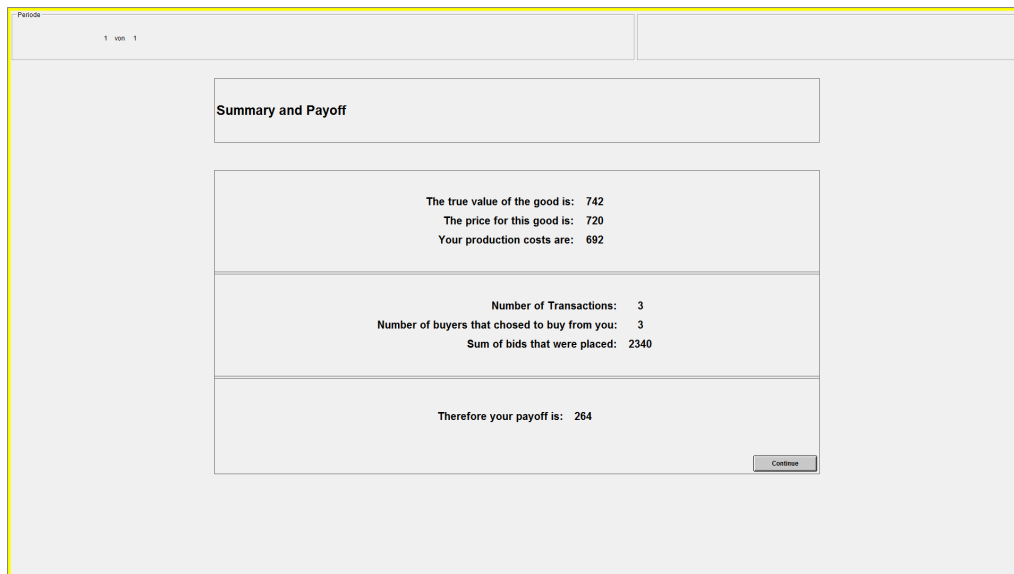 Periode
1 von 1
Summary and Payoff
The true value of the good is: 742
The price for this good is: 720
Your production costs are: 692
Number of Transactions: 3
Number of buyers that chosed to buy from you: 3
Sum of bids that were placed: 2340
Therefore your payoff is: 264
Continue